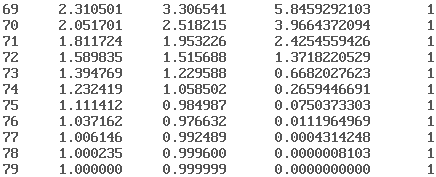 69 2.310501 3.306541 5.8459292103 1
70 2.051701 2.518215 3.9664372094 1
71 1.811724 1.953226 2.4254559426 1
72 1.589835 1.515688 1.3718220529 1
73 1.394769 1.229588 0.6682027623 1
74 1.232419 1.058502 0.2659446691 1
75 1.111412 0.984987 0.0750373303 1
76 1.037162 0.976632 0.0111964969 1
77 1.006146 0.992489 0.0004314248 1
78 1.000235 0.999600 0.0000008103 1
79 1.000000 0.999999 0.0000000000 1